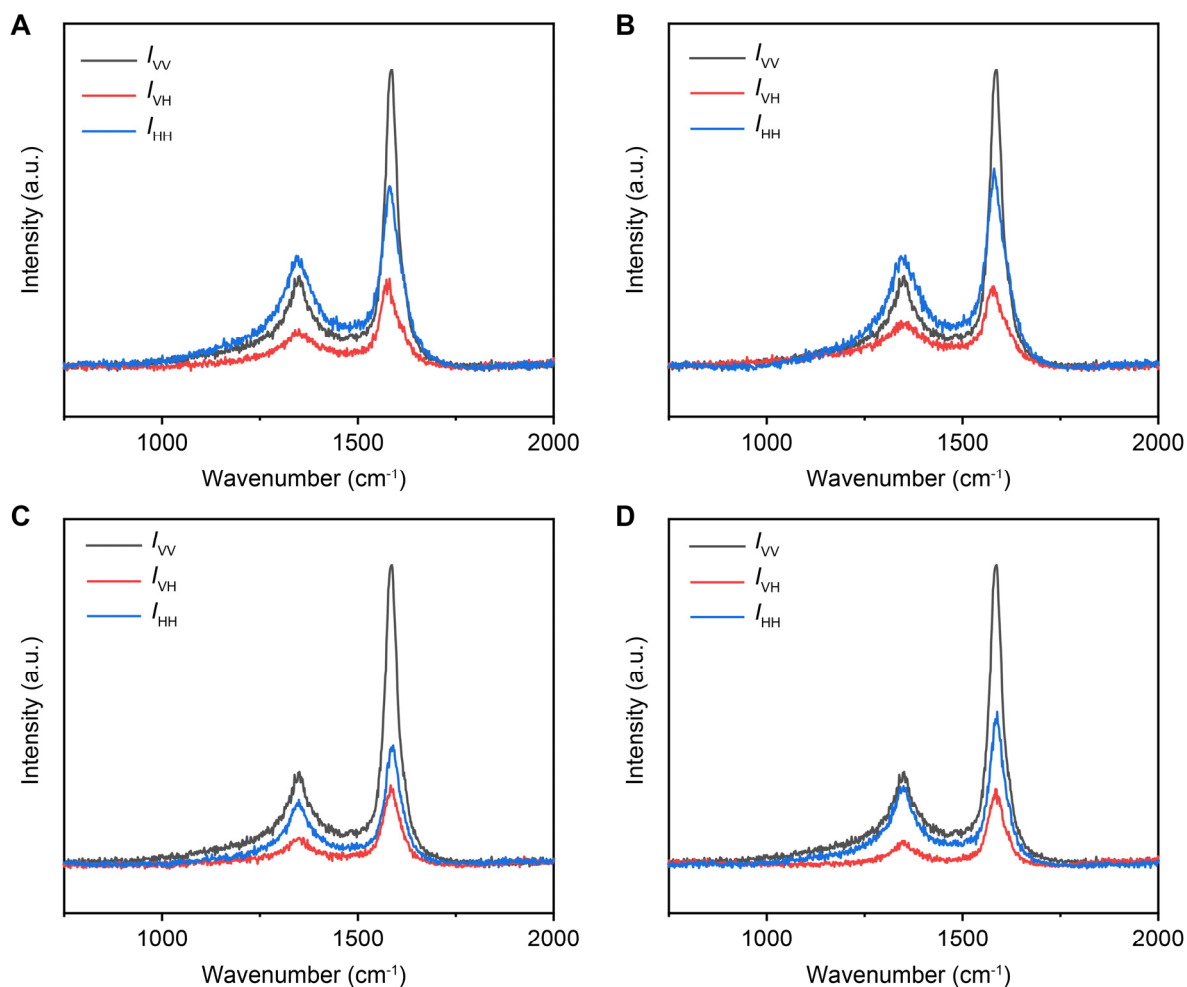 A
I_VV
I_VH
I_HH
Intensity (a.u.)
1000 1500 2000
Wavenumber (cm⁻¹)
B
I_VV
I_VH
I_HH
Intensity (a.u.)
1000 1500 2000
Wavenumber (cm⁻¹)
C
I_VV
I_VH
I_HH
Intensity (a.u.)
1000 1500 2000
Wavenumber (cm⁻¹)
D
I_VV
I_VH
I_HH
Intensity (a.u.)
1000 1500 2000
Wavenumber (cm⁻¹)